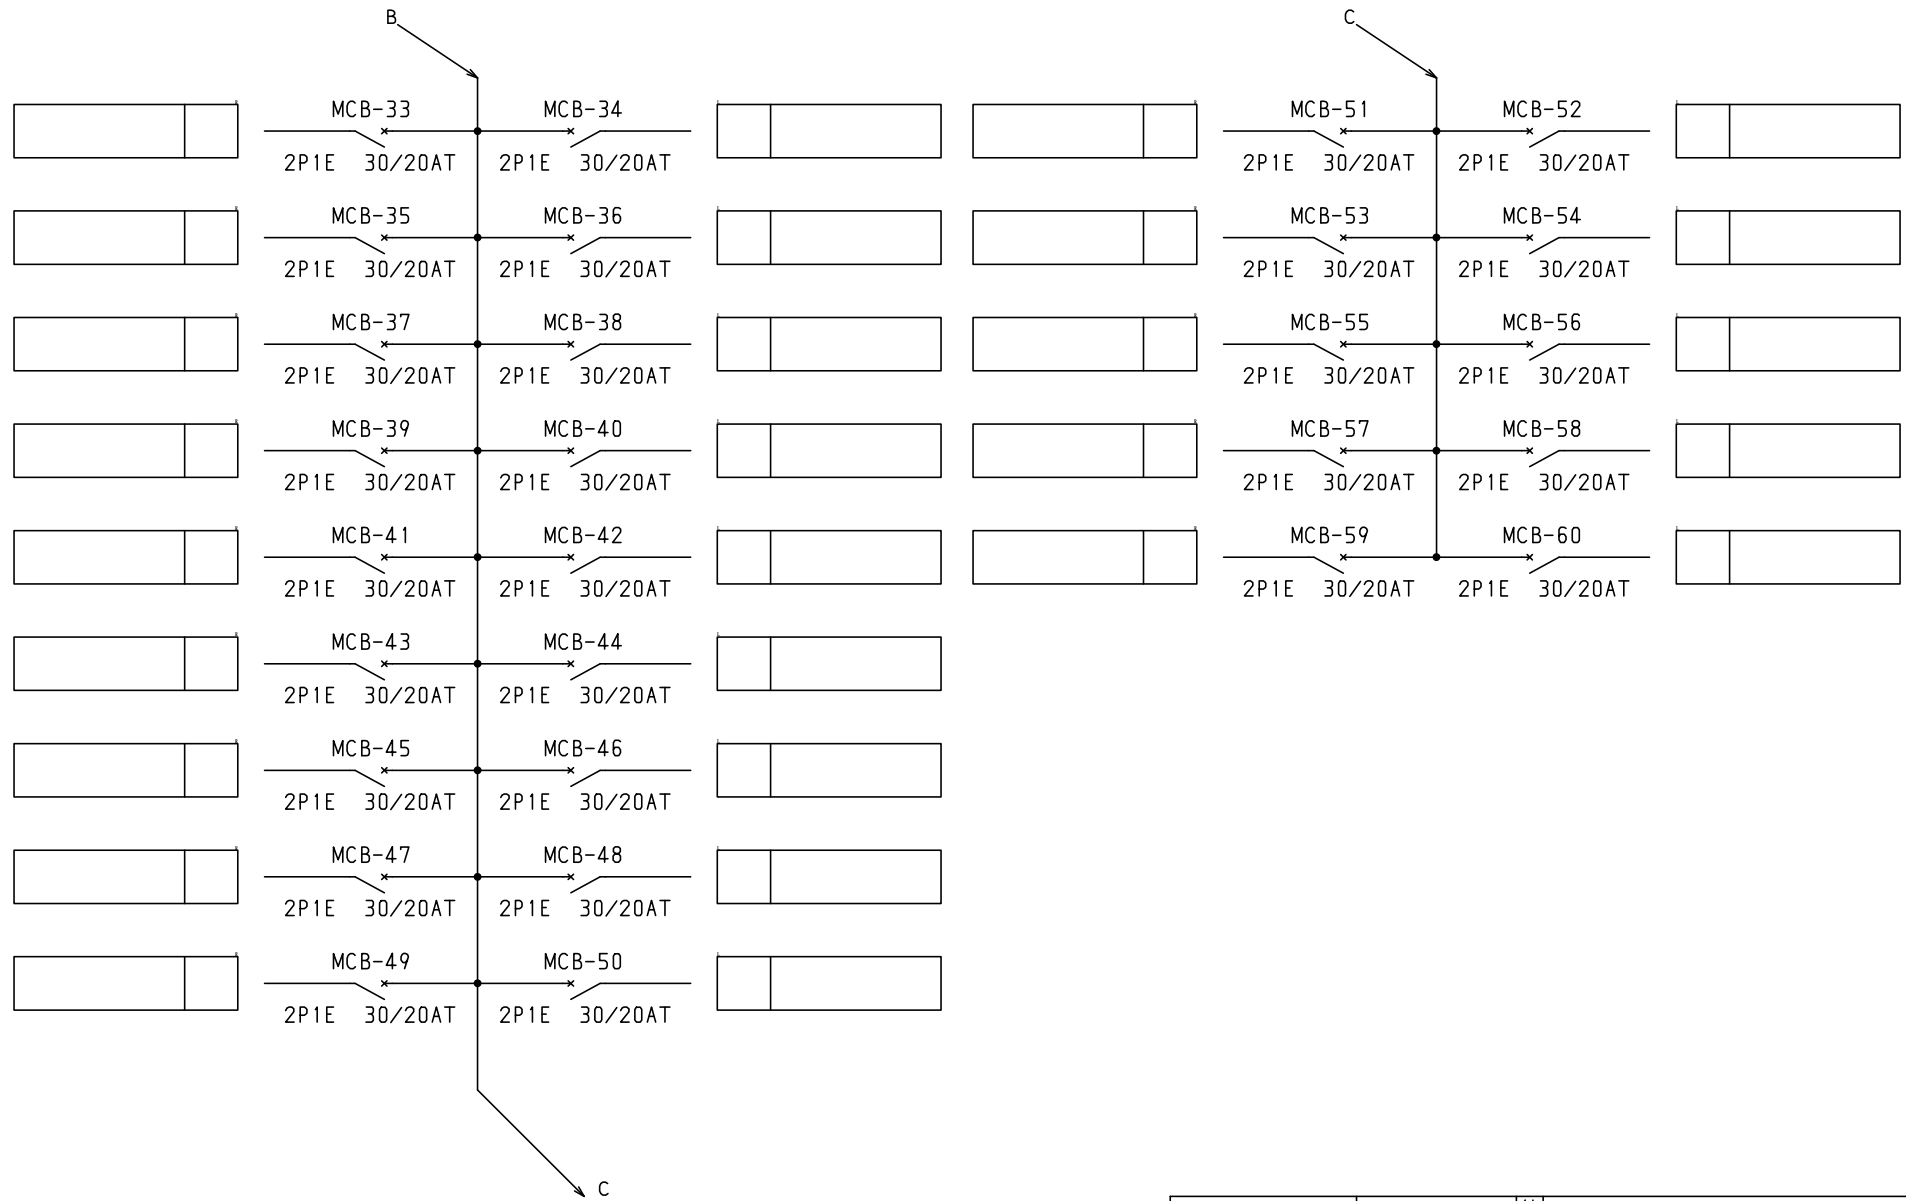 B
MCB-33 MCB-34
2P1E 30/20AT 2P1E 30/20AT
MCB-35 MCB-36
2P1E 30/20AT 2P1E 30/20AT
MCB-37 MCB-38
2P1E 30/20AT 2P1E 30/20AT
MCB-39 MCB-40
2P1E 30/20AT 2P1E 30/20AT
MCB-41 MCB-42
2P1E 30/20AT 2P1E 30/20AT
MCB-43 MCB-44
2P1E 30/20AT 2P1E 30/20AT
MCB-45 MCB-46
2P1E 30/20AT 2P1E 30/20AT
MCB-47 MCB-48
2P1E 30/20AT 2P1E 30/20AT
MCB-49 MCB-50
2P1E 30/20AT 2P1E 30/20AT
C
C
MCB-51 MCB-52
2P1E 30/20AT 2P1E 30/20AT
MCB-53 MCB-54
2P1E 30/20AT 2P1E 30/20AT
MCB-55 MCB-56
2P1E 30/20AT 2P1E 30/20AT
MCB-57 MCB-58
2P1E 30/20AT 2P1E 30/20AT
MCB-59 MCB-60
2P1E 30/20AT 2P1E 30/20AT